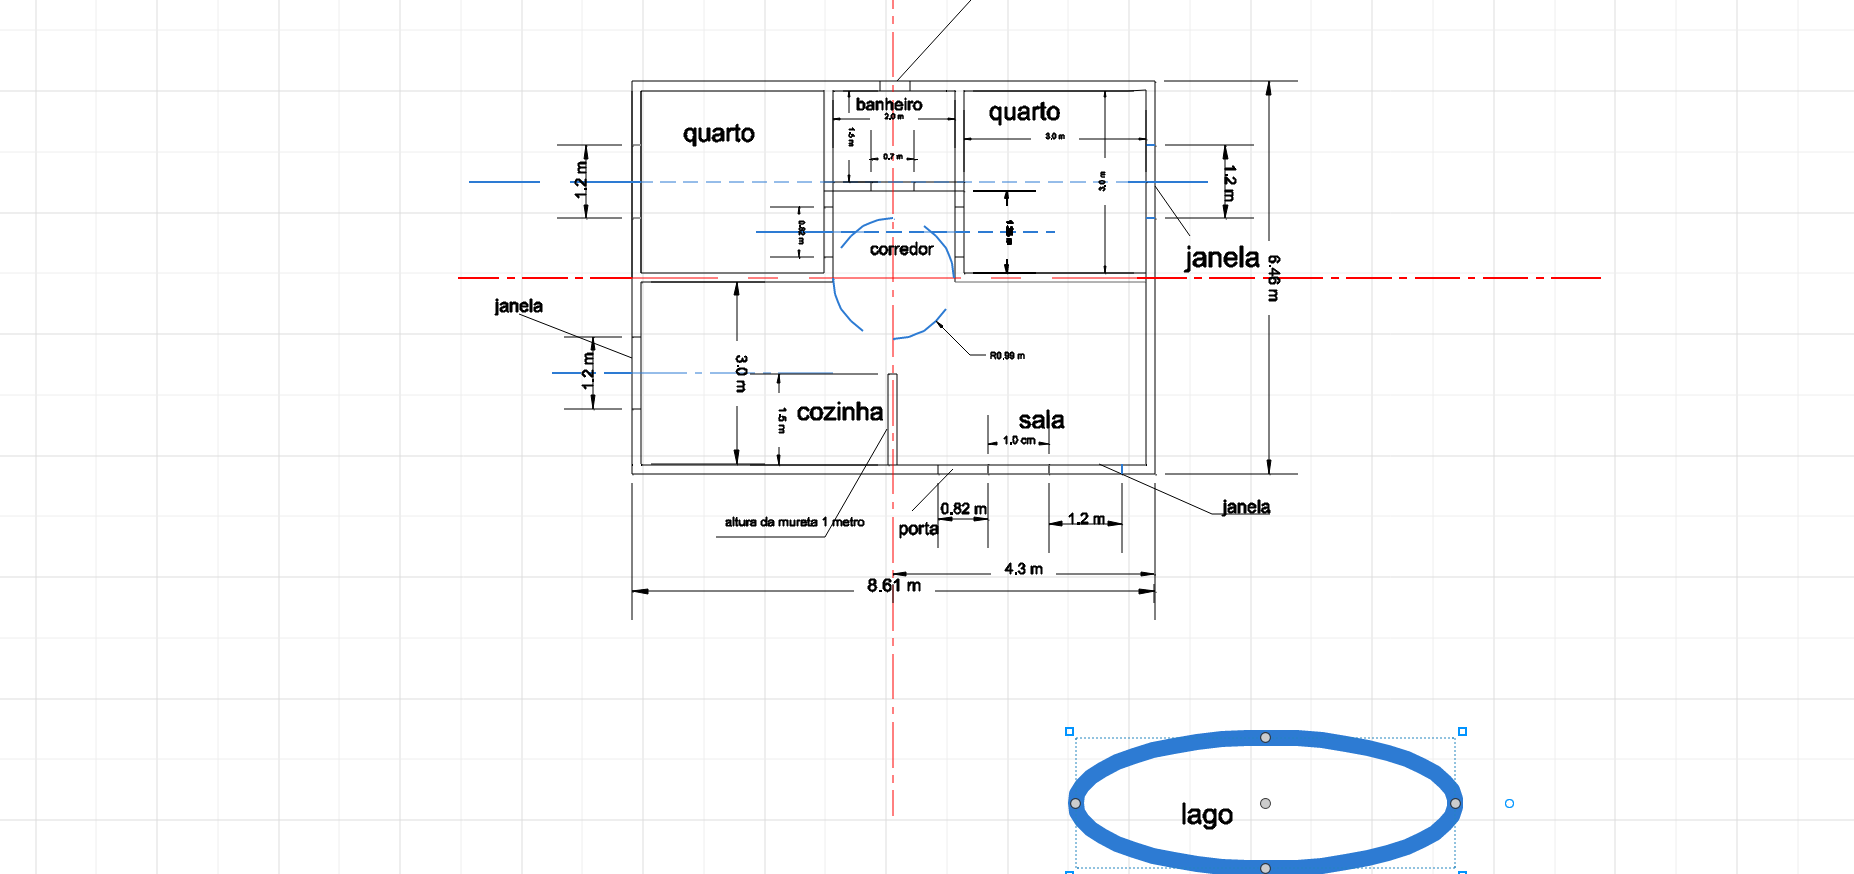 banheiro
2.0 m
quarto
quarto
1.5 m
3.0 m
0.7 m
1.2 m
3.0 m
1.2 m
0.82 m
corredor
janela
6.46 m
janela
R0.99 m
1.2 m
3.0 m
1.5 m
cozinha
sala
1.0 cm
janela
0.82 m
1.2 m
altura da mureta 1 metro
porta
4.3 m
8.61 m
lago